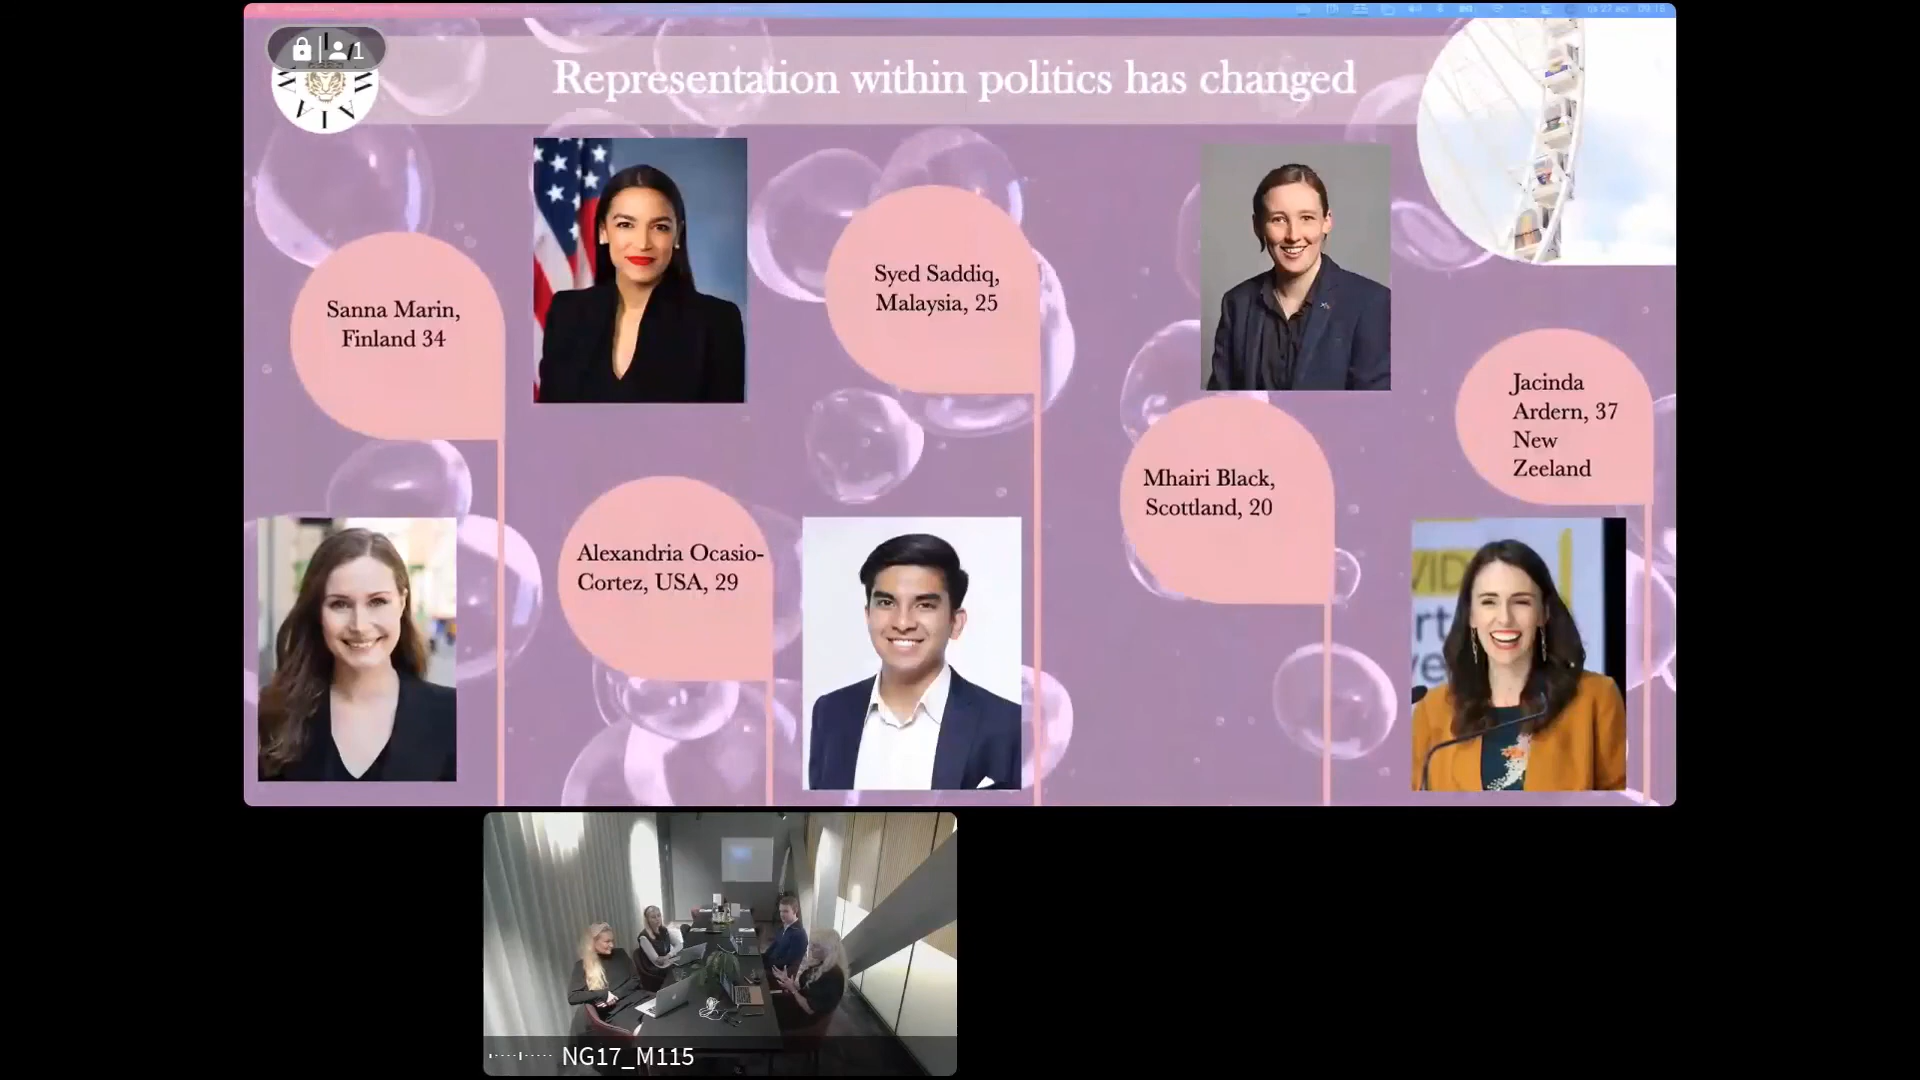 1
Representation within politics has changed
Sanna Marin,
Finland 34
Alexandria Ocasio-
Cortez, USA, 29
Syed Saddiq,
Malaysia, 25
Mhairi Black,
Scottland, 20
Jacinda
Ardern, 37
New
Zeeland
NG17_M115